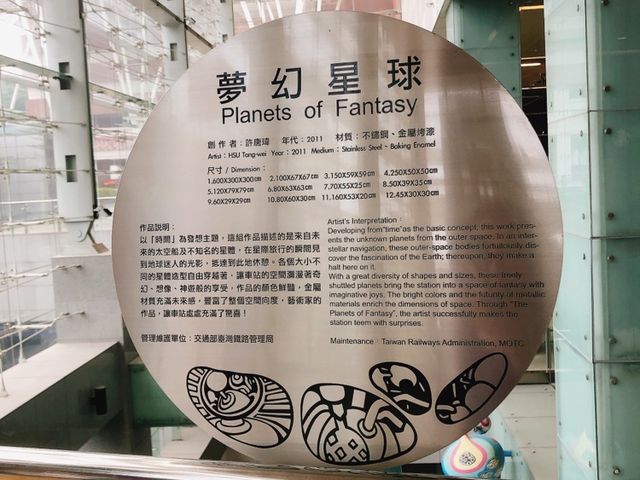 夢幻星球
Planets of Fantasy
創 作 者：許唐瑋　年代：2011　材質：不鏽鋼、金屬烤漆
Artist：HSU Tang-wei　Year：2011　Medium：Stainless Steel、Baking Enamel
尺寸 / Dimension：
1.600X300X300㎝　2.100X67X67㎝　3.150X59X59㎝　4.250X50X50㎝
5.120X79X79㎝　6.80X63X63㎝　7.70X55X25㎝　8.50X39X35㎝
9.60X29X29㎝　10.80X60X30㎝　11.160X53X20㎝　12.45X30X30㎝
作品說明：
以「時間」為發想主題，這組作品描述的是來自未
來的太空船及不知名的星體，在星際旅行的瞬間見
到地球迷人的光影，抵達到此地休憩。各個大小不
同的星體造型自由穿越著，讓車站的空間瀰漫著奇
幻、想像、神遊般的享受，作品的顏色鮮豔，金屬
材質充滿未來感，豐富了整個空間向度，藝術家的
作品，讓車站處處充滿了驚喜！
管理維護單位：交通部臺灣鐵路管理局
Artist's Interpretation：
Developing from"time"as the basic concept, this work pres-
ents the unknown planets from the outer space. In an inter-
stellar navigation, these outer-space bodies fortuitously dis-
cover the fascination of the Earth; thereupon, they make a
halt here on it.
With a great diversity of shapes and sizes, these freely
shuttled planets bring the station into a space of fantasy with
imaginative joys. The bright colors and the futurity of metallic
materials enrich the dimensions of space. Through "The
Planets of Fantasy", the artist successfully makes the
station teem with surprises.
Maintenance：Taiwan Railways Administration, MOTC